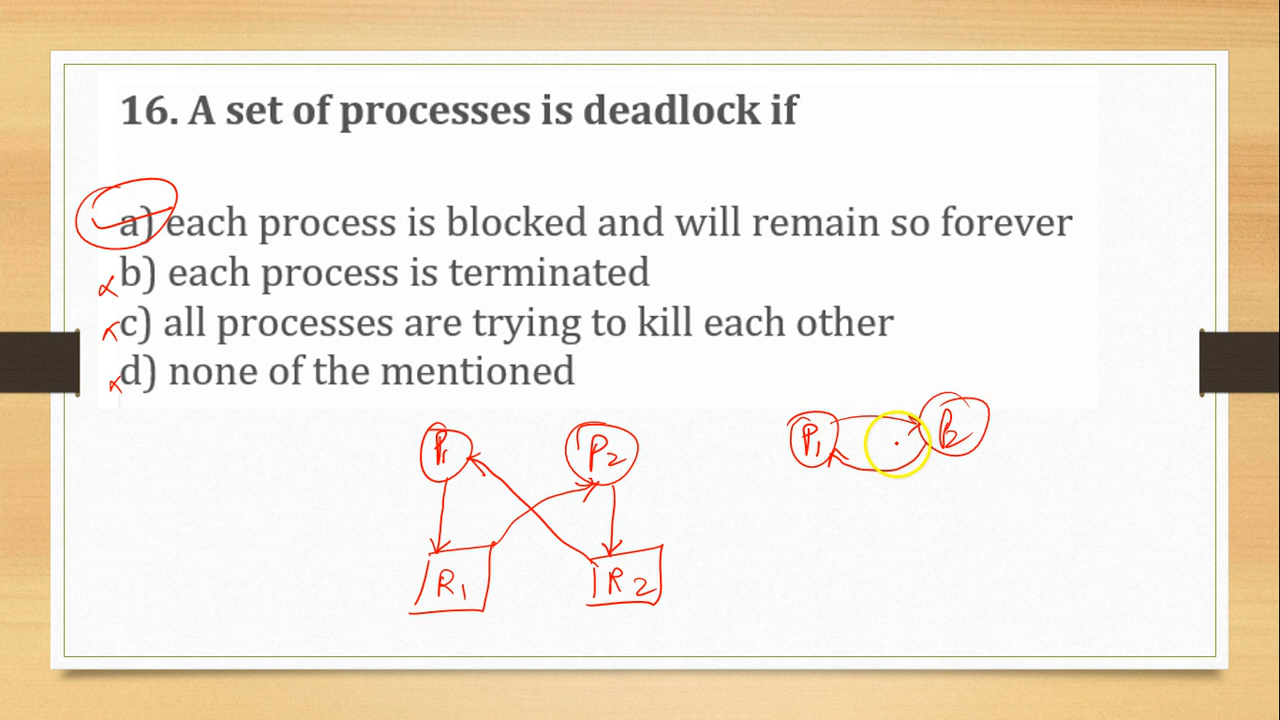 16. A set of processes is deadlock if
a) each process is blocked and will remain so forever
b) each process is terminated
c) all processes are trying to kill each other
d) none of the mentioned
P1 P2 P1 P2
R1 R2